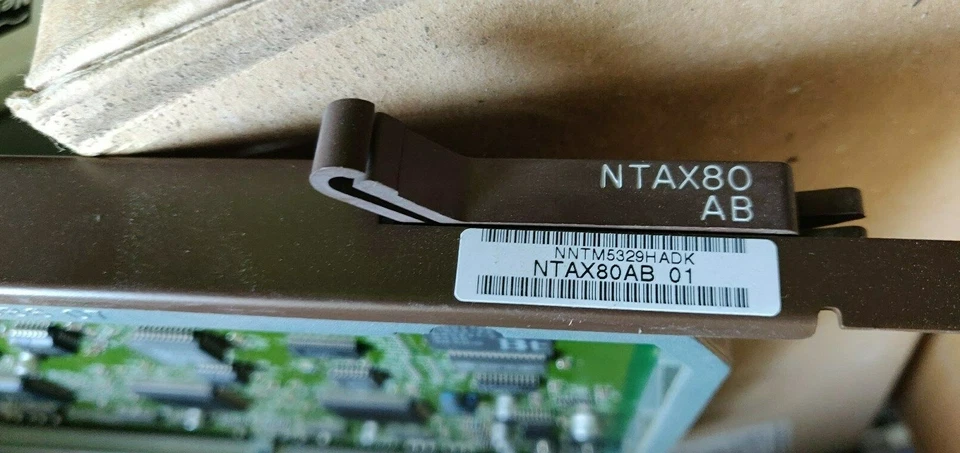 NTAX80
AB
NNTM5329HADK
NTAX80AB 01